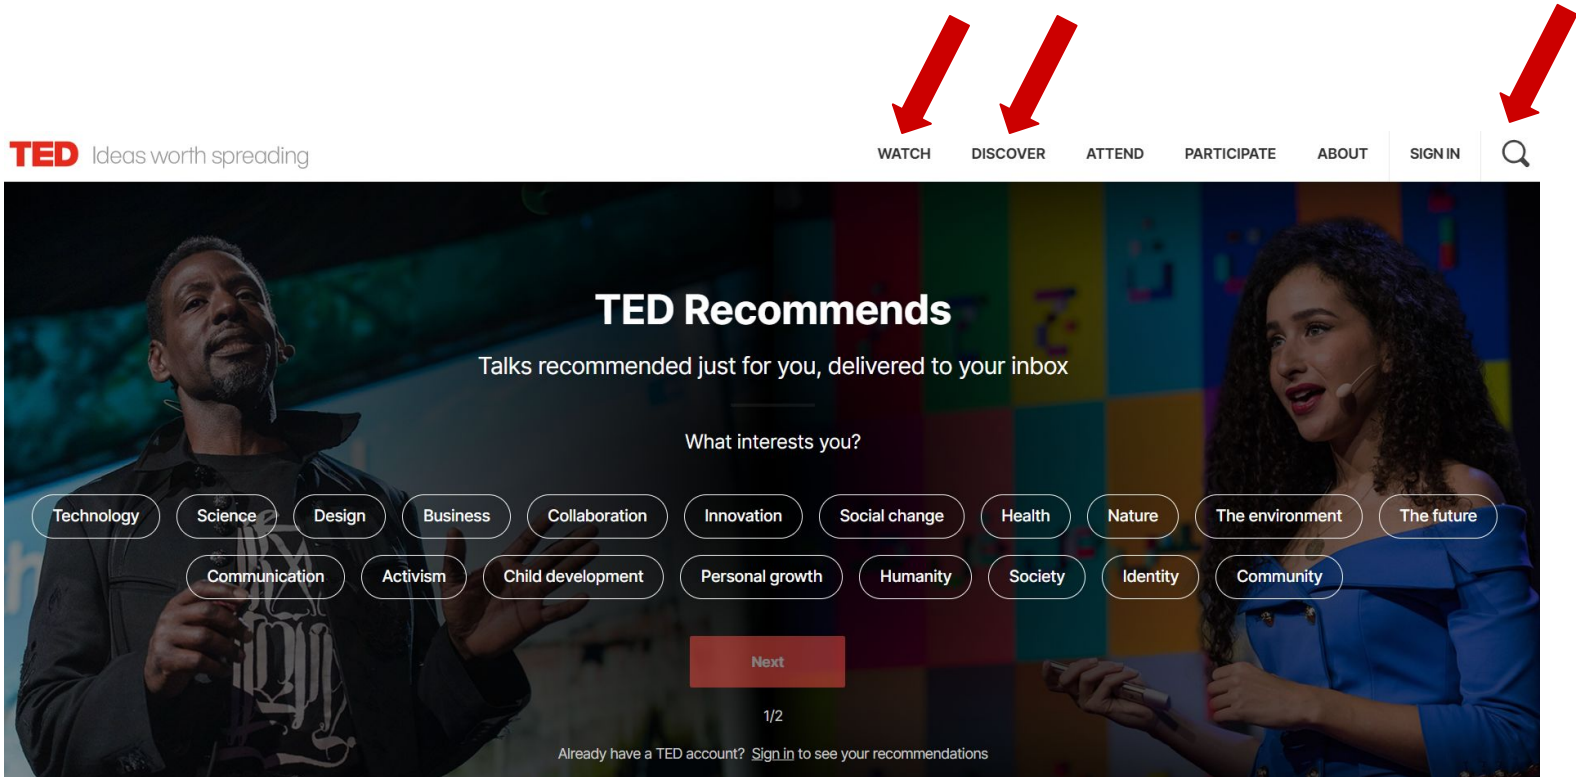 TED Ideas worth spreading
WATCH DISCOVER ATTEND PARTICIPATE ABOUT SIGN IN
TED Recommends
Talks recommended just for you, delivered to your inbox
What interests you?
Technology Science Design Business Collaboration Innovation Social change Health Nature The environment The future
Communication Activism Child development Personal growth Humanity Society Identity Community
Next
1/2
Already have a TED account? Sign in to see your recommendations